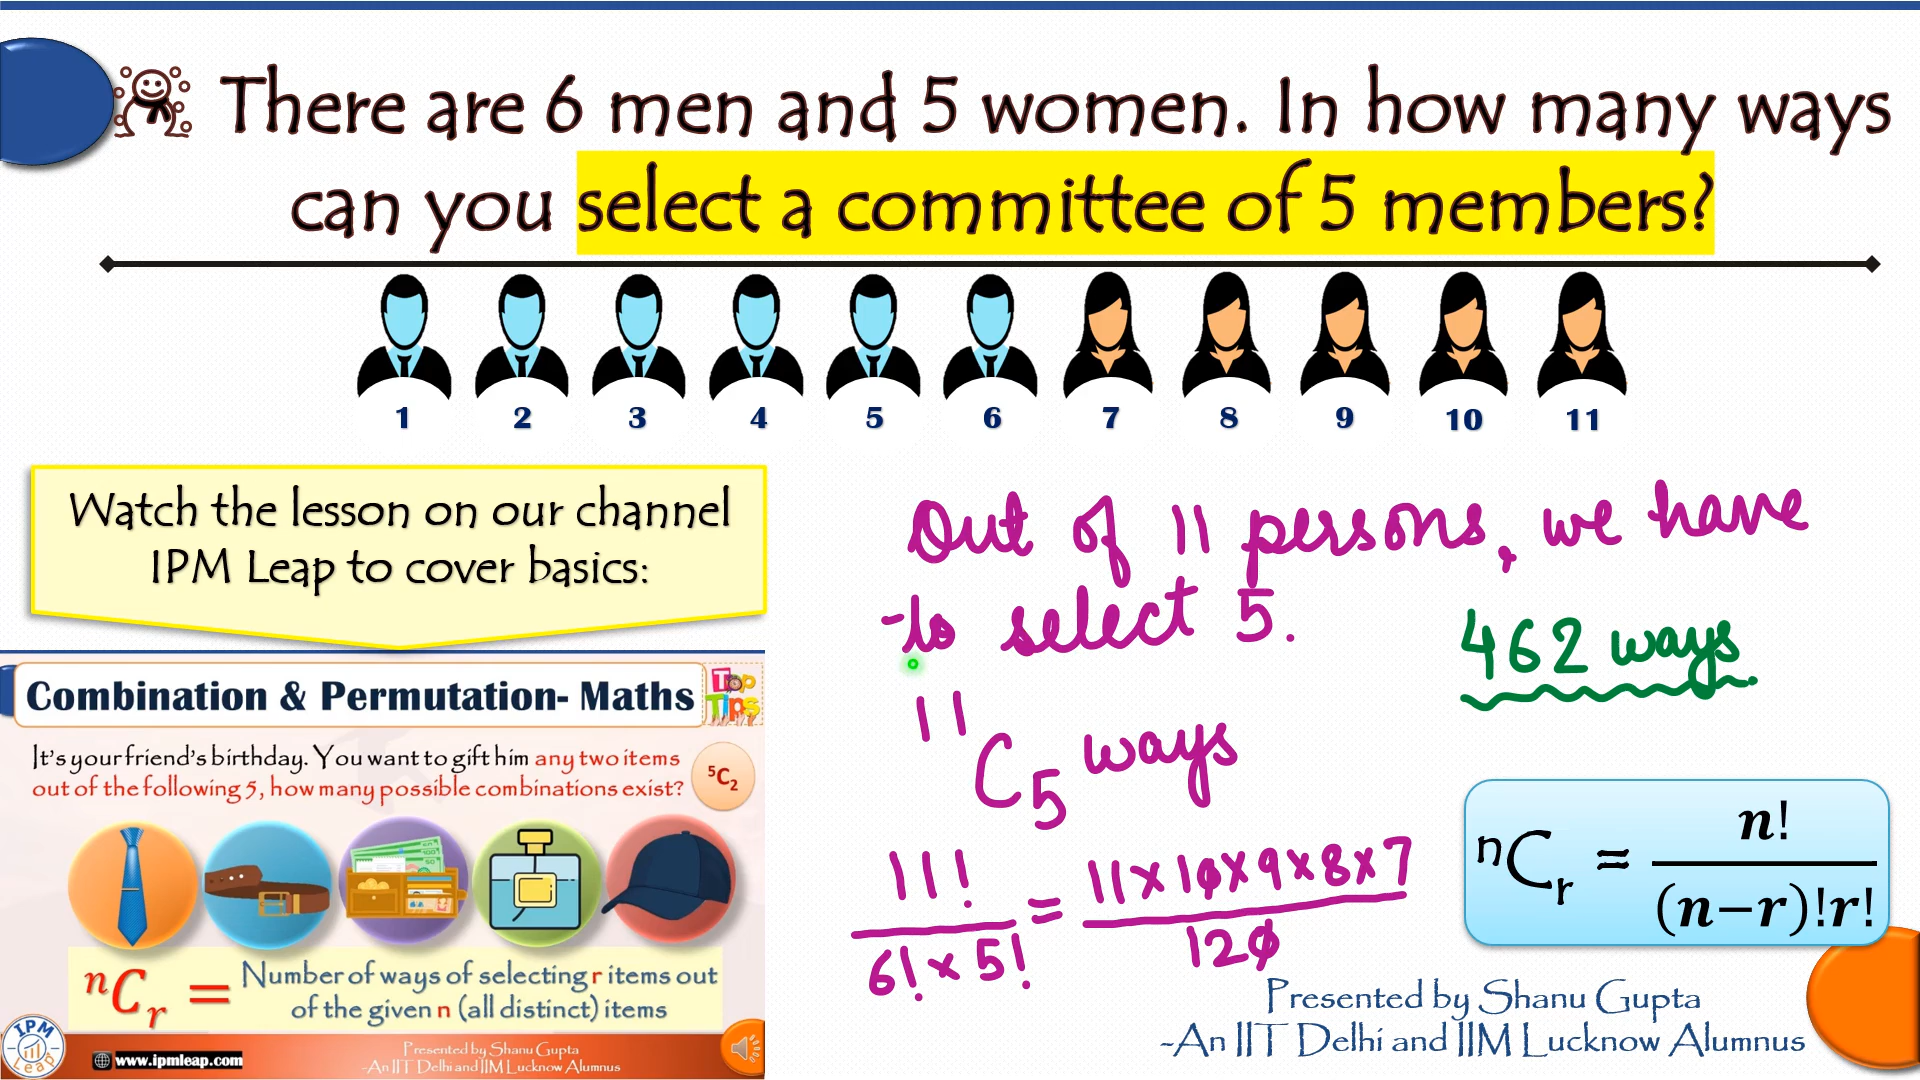 There are 6 men and 5 women. In how many ways
can you select a committee of 5 members?
1 2 3 4 5 6 7 8 9 10 11
Watch the lesson on our channel
IPM Leap to cover basics:
Combination & Permutation- Maths
Top
Tips
It's your friend's birthday. You want to gift him any two items
out of the following 5, how many possible combinations exist?
⁵C₂
ⁿCᵣ = Number of ways of selecting r items out
of the given n (all distinct) items
IPM
Leap
www.ipmleap.com
Presented by Shanu Gupta
-An IIT Delhi and IIM Lucknow Alumnus
Out of 11 persons, we have
to select 5.
462 ways
¹¹C₅ ways
11!/(6! × 5!) = (11×10×9×8×7)/120
ⁿCᵣ = n!/((n−r)!r!)
Presented by Shanu Gupta
-An IIT Delhi and IIM Lucknow Alumnus